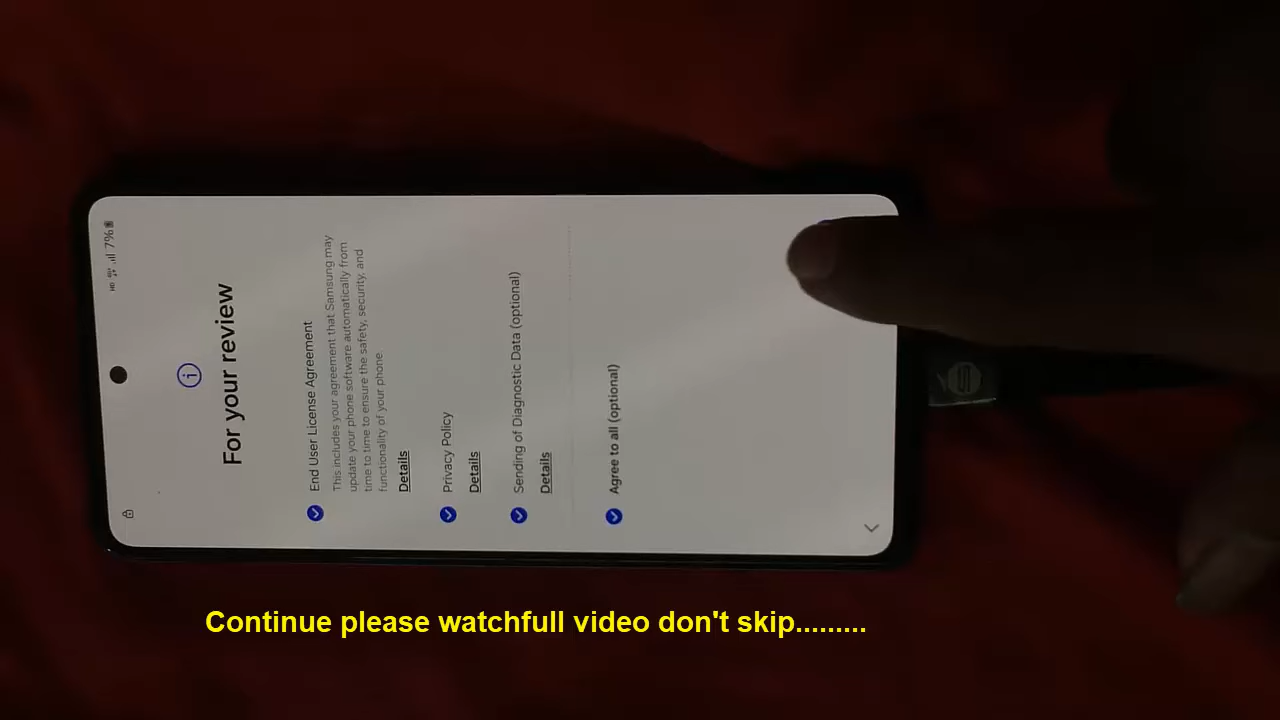 7%
For your review
End User License Agreement
This includes your agreement that Samsung may
update your phone software automatically from
time to time to ensure the safety, security, and
functionality of your phone.
Details
Privacy Policy
Details
Sending of Diagnostic Data (optional)
Details
Agree to all (optional)
Continue please watchfull video don't skip.........